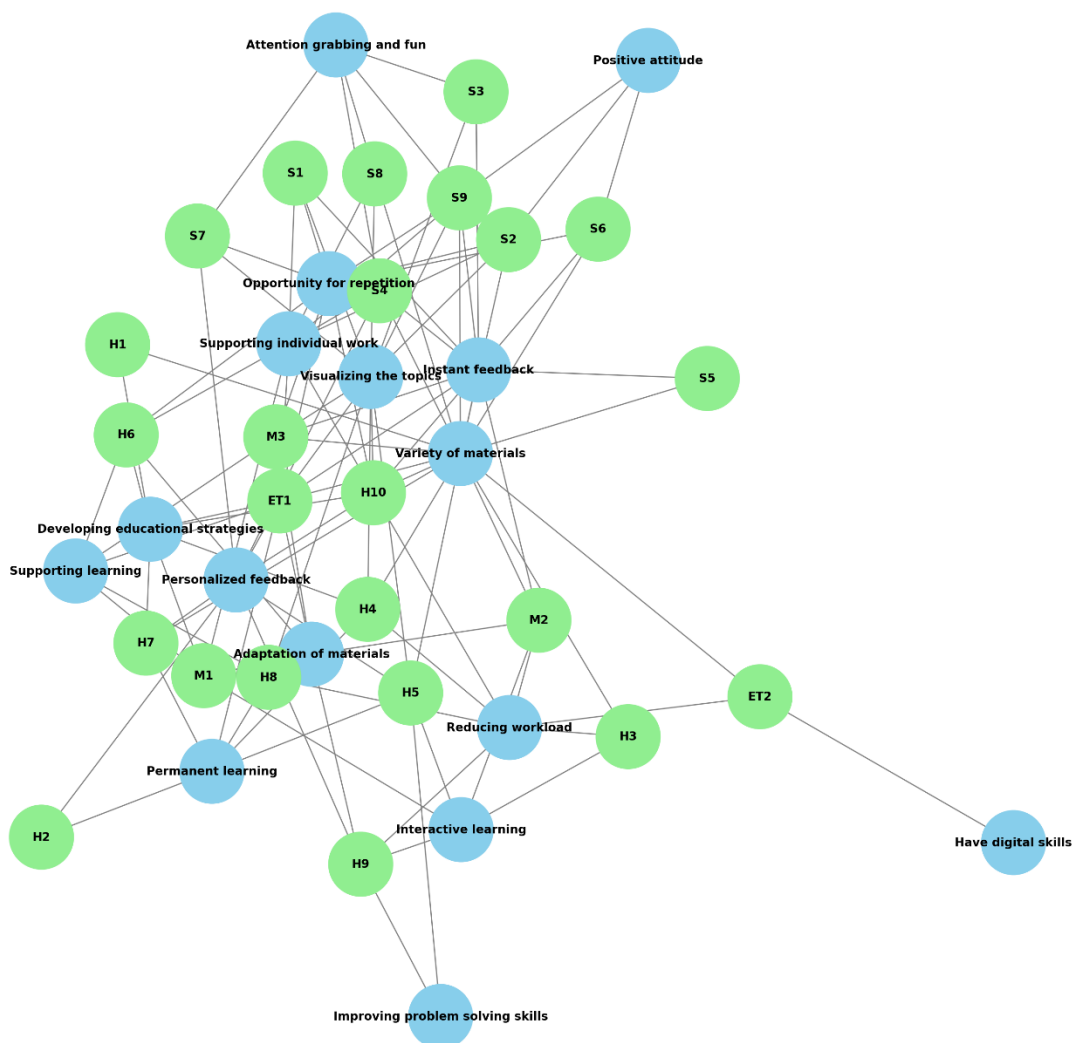 Attention grabbing and fun
Positive attitude
S3
S1
S8
S9
S7
S2
S6
Opportunity for repetition
S4
H1
Supporting individual work
Visualizing the topics
Instant feedback
S5
H6
M3
Variety of materials
ET1
H10
Developing educational strategies
Supporting learning
Personalized feedback
H4
M2
H7
Adaptation of materials
M1
H8
H5
ET2
Reducing workload
H3
Permanent learning
Interactive learning
H2
Have digital skills
H9
Improving problem solving skills